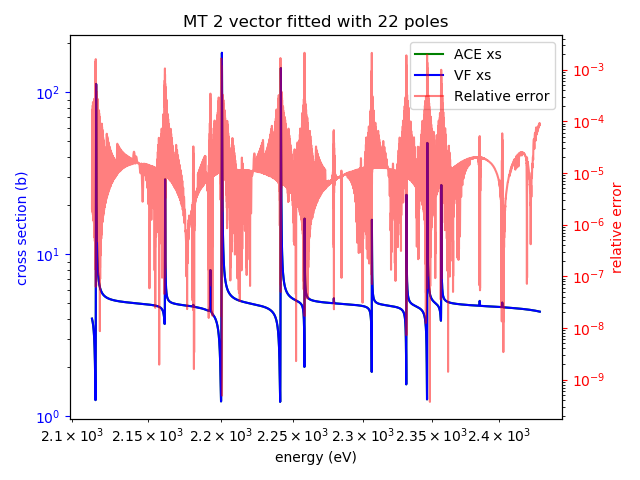 MT 2 vector fitted with 22 poles
ACE xs
VF xs
Relative error
cross section (b)
10²
10¹
10⁰
relative error
10⁻³
10⁻⁴
10⁻⁵
10⁻⁶
10⁻⁷
10⁻⁸
10⁻⁹
2.1 × 10³ 2.15 × 10³ 2.2 × 10³ 2.25 × 10³ 2.3 × 10³ 2.35 × 10³ 2.4 × 10³
energy (eV)